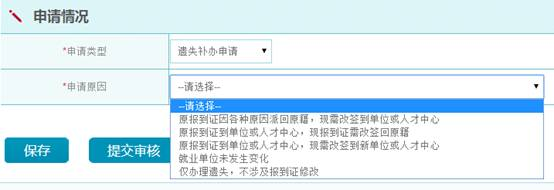 申请情况
*申请类型
遗失补办申请
*申请原因
--请选择--
--请选择--
原报到证因各种原因派回原籍，现需改签到单位或人才中心
原报到证到单位或人才中心，现报到证需改签回原籍
原报到证到单位或人才中心，现需改签到新单位或人才中心
就业单位未发生变化
仅办理遗失，不涉及报到证修改
保存
提交审核